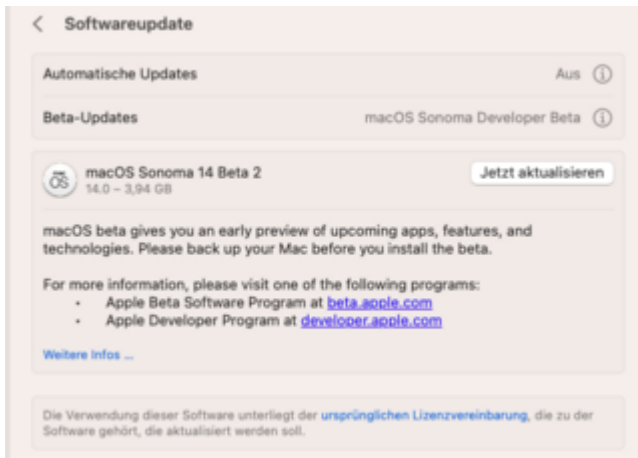 Softwareupdate
Automatische Updates Aus
Beta-Updates macOS Sonoma Developer Beta
macOS Sonoma 14 Beta 2 Jetzt aktualisieren
14.0 – 3,94 GB
macOS beta gives you an early preview of upcoming apps, features, and
technologies. Please back up your Mac before you install the beta.
For more information, please visit one of the following programs:
• Apple Beta Software Program at beta.apple.com
• Apple Developer Program at developer.apple.com
Weitere Infos ...
Die Verwendung dieser Software unterliegt der ursprünglichen Lizenzvereinbarung, die zu der
Software gehört, die aktualisiert werden soll.